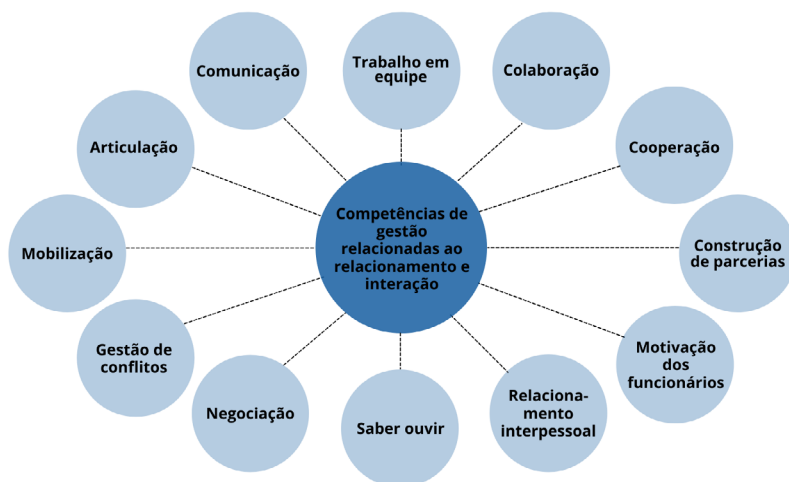 Comunicação
Trabalho em
equipe
Colaboração
Articulação
Cooperação
Mobilização
Competências de
gestão
relacionadas ao
relacionamento e
interação
Construção
de parcerias
Gestão de
conflitos
Motivação
dos
funcionários
Negociação
Saber ouvir
Relaciona-
mento
interpessoal